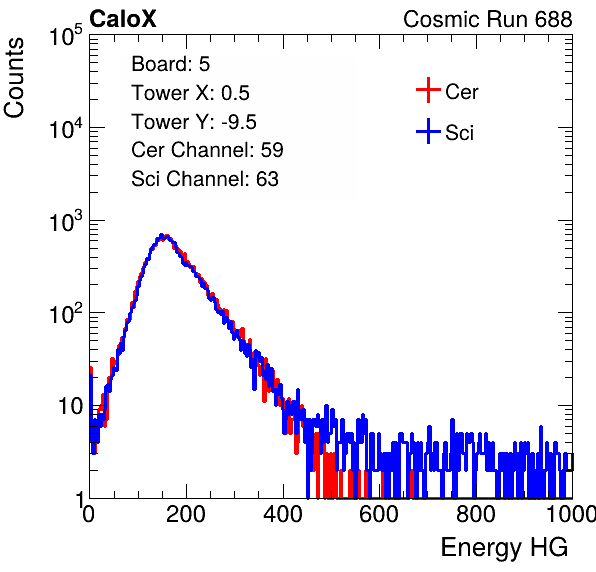 CaloX Cosmic Run 688
Counts
10^5
10^4
10^3
10^2
10
1
Board: 5
Tower X: 0.5
Tower Y: -9.5
Cer Channel: 59
Sci Channel: 63
Cer
Sci
0 200 400 600 800 1000
Energy HG